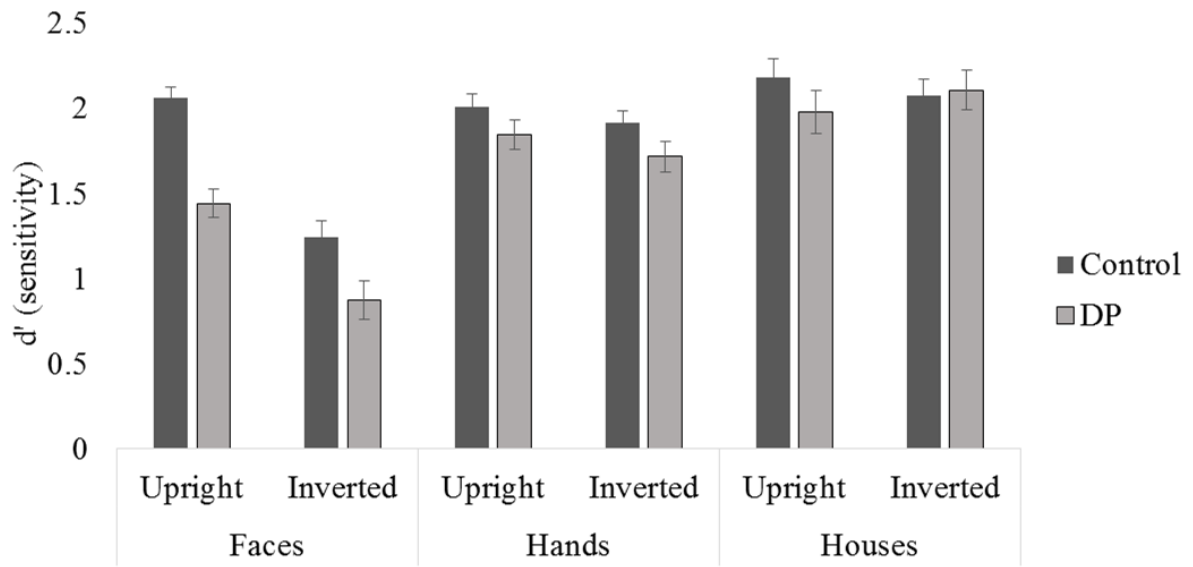 2.5
2
1.5
1
0.5
0
d' (sensitivity)
Upright Inverted Upright Inverted Upright Inverted
Faces Hands Houses
Control
DP